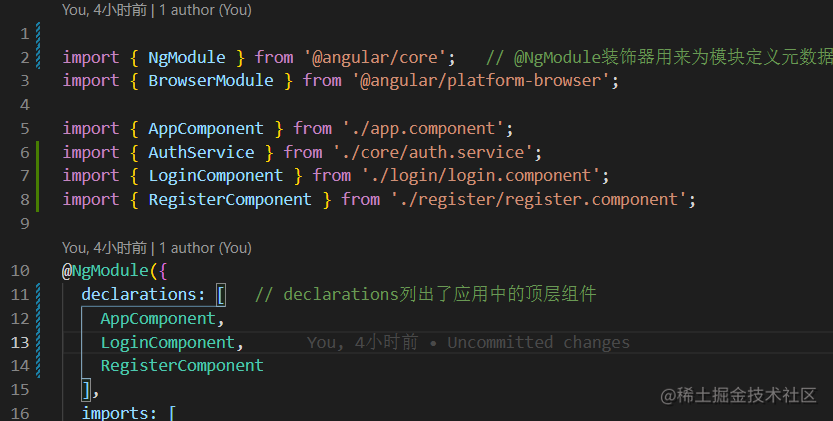 You, 4小时前 | 1 author (You)
1
2 import { NgModule } from '@angular/core'; // @NgModule装饰器用来为模块定义元数据
3 import { BrowserModule } from '@angular/platform-browser';
4
5 import { AppComponent } from './app.component';
6 import { AuthService } from './core/auth.service';
7 import { LoginComponent } from './login/login.component';
8 import { RegisterComponent } from './register/register.component';
9
You, 4小时前 | 1 author (You)
10 @NgModule({
11 declarations: [ // declarations列出了应用中的顶层组件
12 AppComponent,
13 LoginComponent, You, 4小时前 • Uncommitted changes
14 RegisterComponent
15 ],
16 imports: [
@稀土掘金技术社区